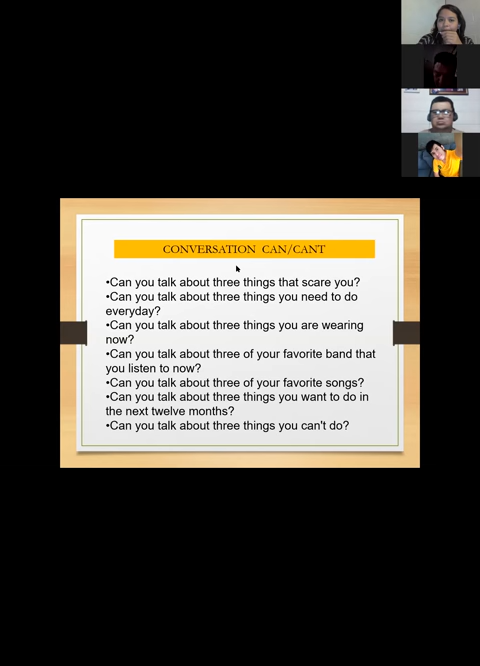 CONVERSATION CAN/CANT
•Can you talk about three things that scare you?
•Can you talk about three things you need to do
everyday?
•Can you talk about three things you are wearing
now?
•Can you talk about three of your favorite band that
you listen to now?
•Can you talk about three of your favorite songs?
•Can you talk about three things you want to do in
the next twelve months?
•Can you talk about three things you can't do?